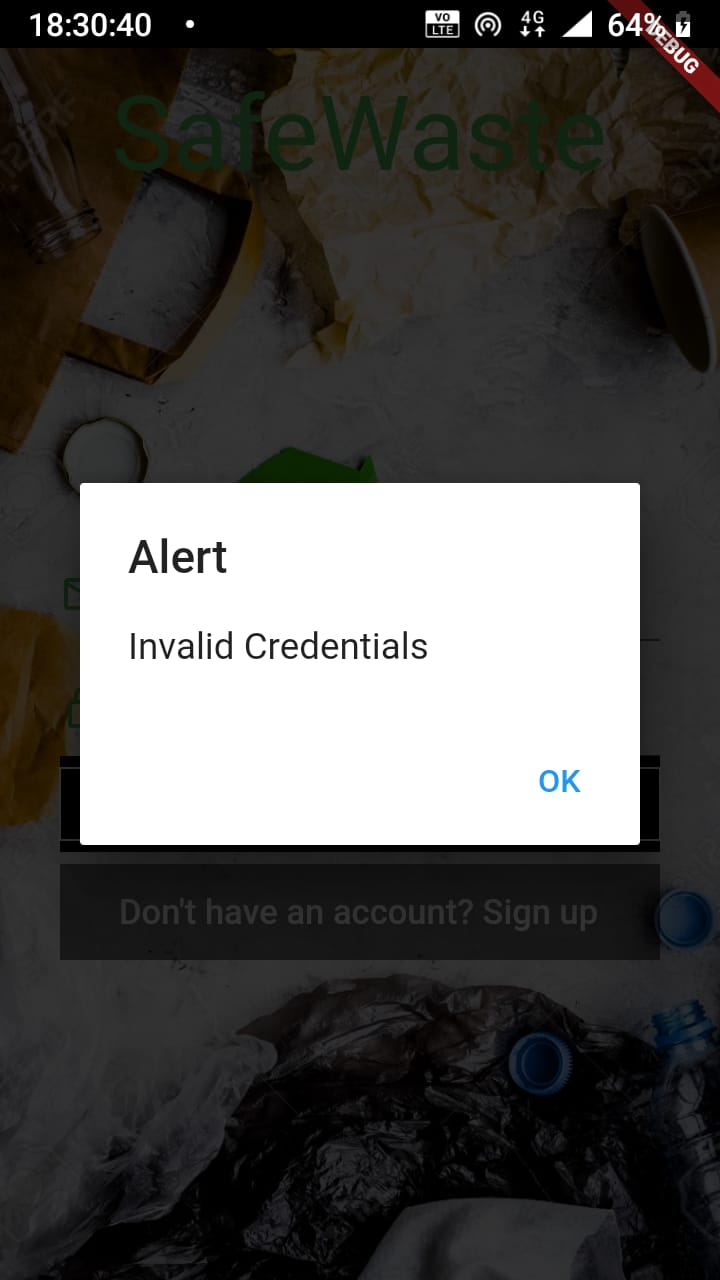 18:30:40
VO
LTE
4G
64%
DEBUG
SafeWaste
Alert
Invalid Credentials
OK
Don't have an account? Sign up